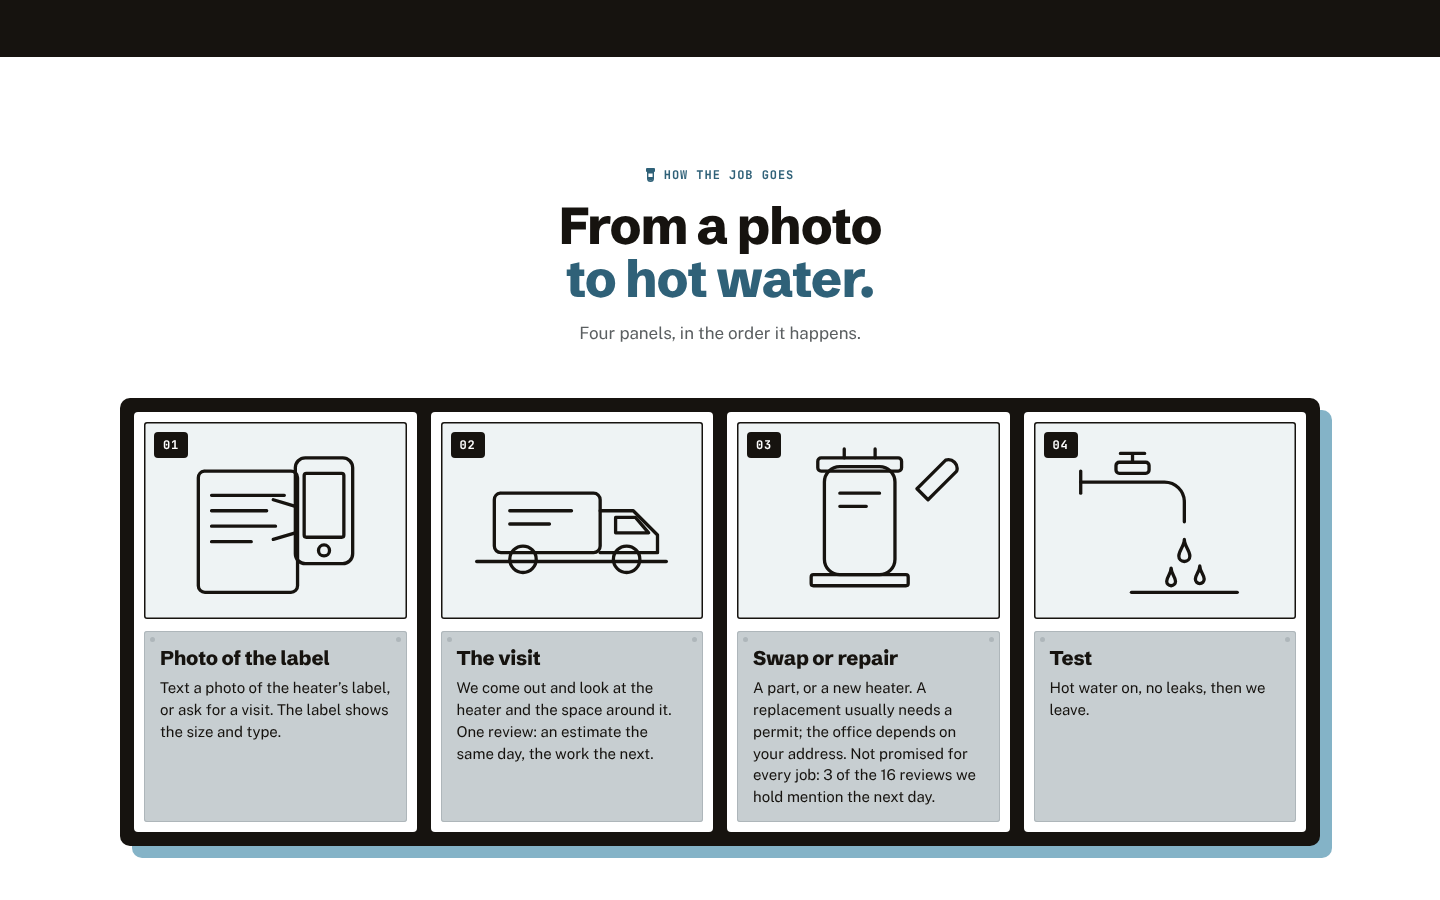 HOW THE JOB GOES
From a photo
to hot water.
Four panels, in the order it happens.
01
02
03
04
Photo of the label
Text a photo of the heater’s label,
or ask for a visit. The label shows
the size and type.
The visit
We come out and look at the
heater and the space around it.
One review: an estimate the
same day, the work the next.
Swap or repair
A part, or a new heater. A
replacement usually needs a
permit; the office depends on
your address. Not promised for
every job: 3 of the 16 reviews we
hold mention the next day.
Test
Hot water on, no leaks, then we
leave.